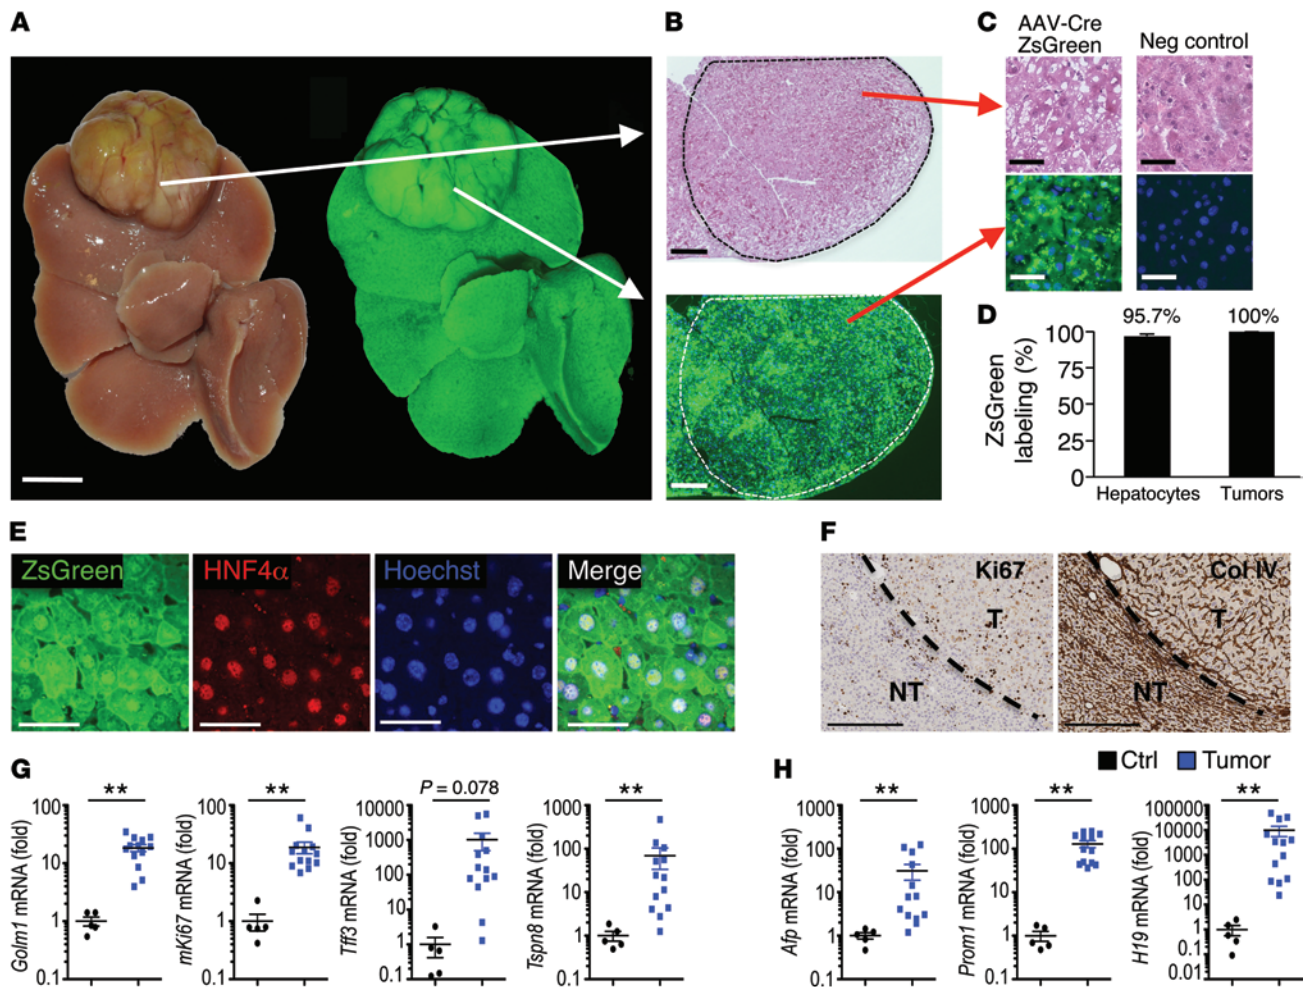 A
B
C
AAV-Cre
ZsGreen
Neg control
D
95.7%
100%
100
75
50
25
0
ZsGreen
labeling (%)
Hepatocytes
Tumors
E
ZsGreen
HNF4α
Hoechst
Merge
F
Ki67
T
NT
Col IV
T
NT
G
**
100
10
1
0.1
Golm1 mRNA (fold)
**
100
10
1
0.1
mKi67 mRNA (fold)
P = 0.078
10000
1000
100
10
1
0.1
Tff3 mRNA (fold)
**
1000
100
10
1
0.1
Tspn8 mRNA (fold)
H
Ctrl
Tumor
**
1000
100
10
1
0.1
Afp mRNA (fold)
**
1000
100
10
1
0.1
Prom1 mRNA (fold)
**
100000
10000
1000
100
10
1
0.1
0.01
H19 mRNA (fold)